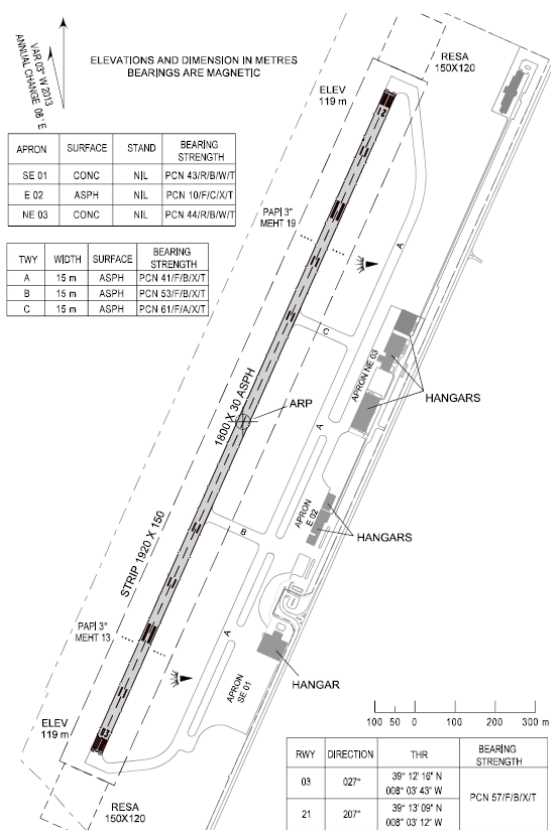 VAR 03° W 2013
ANNUAL CHANGE 08 ' E
ELEVATIONS AND DIMENSION IN METRES
BEARINGS ARE MAGNETIC
RESA
150X120
ELEV
119 m
APRON SURFACE STAND BEARING STRENGTH
SE 01 CONC NIL PCN 43/R/B/W/T
E 02 ASPH NIL PCN 10/F/C/X/T
NE 03 CONC NIL PCN 44/R/B/W/T
PAPI 3°
MEHT 19
TWY WIDTH SURFACE BEARING STRENGTH
A 15 m ASPH PCN 41/F/B/X/T
B 15 m ASPH PCN 53/F/B/X/T
C 15 m ASPH PCN 61/F/A/X/T
A
C
APRON NE 03
HANGARS
1800 X 30 ASPH
ARP
A
APRON
E 02
HANGARS
B
STRIP 1920 X 150
PAPI 3°
MEHT 13
A
APRON
SE 01
HANGAR
ELEV
119 m
RESA
150X120
100 50 0 100 200 300 m
RWY DIRECTION THR BEARING STRENGTH
03 027° 39° 12' 16" N
008° 03' 43" W
PCN 57/F/B/X/T
21 207° 39° 13' 09" N
008° 03' 12" W